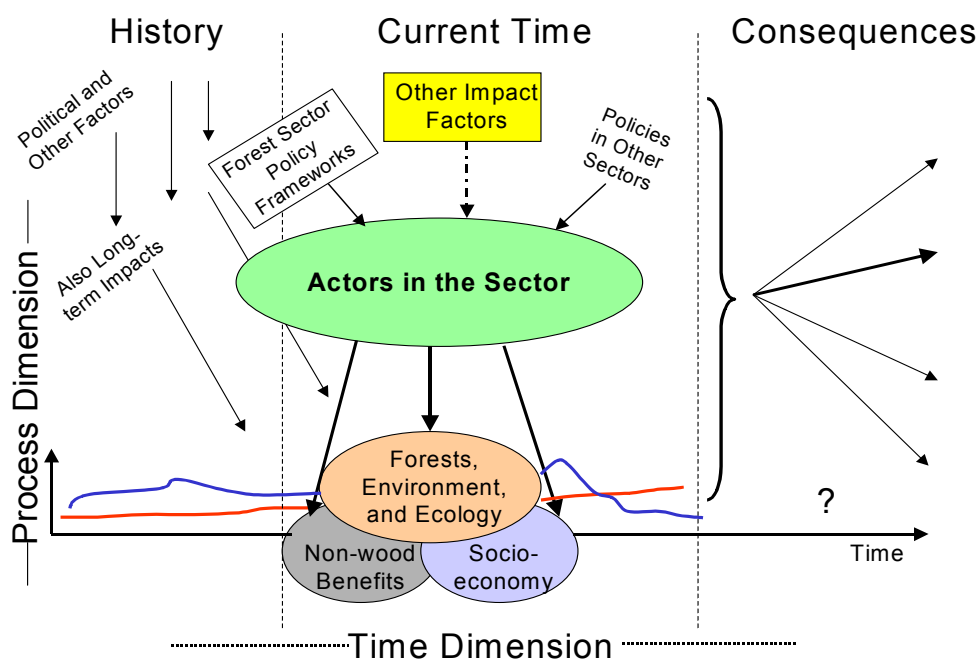 History
Current Time
Consequences
Political and
Other Factors
Also Long-
term Impacts
Forest Sector
Policy
Frameworks
Other Impact
Factors
Policies
in Other
Sectors
Actors in the Sector
Forests,
Environment,
and Ecology
Non-wood
Benefits
Socio-
economy
?
Time
Process Dimension
Time Dimension